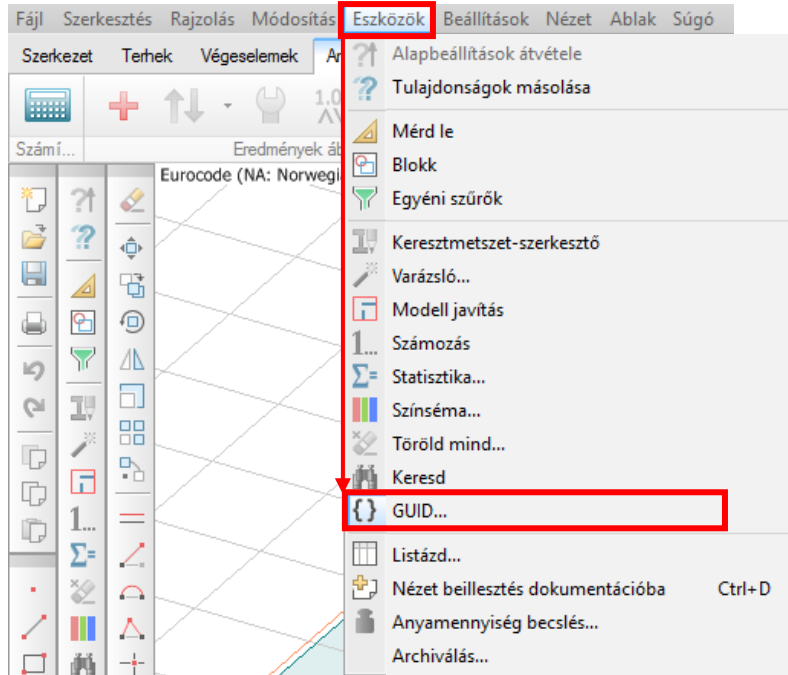 Fájl Szerkesztés Rajzolás Módosítás Eszközök Beállítások Nézet Ablak Súgó
Szerkezet Terhek Végeselemek
Számí... Eredmények
Eurocode (NA:
Alapbeállítások átvétele
Tulajdonságok másolása
Mérd le
Blokk
Egyéni szűrők
Keresztmetszet-szerkesztő
Varázsló...
Modell javítás
1... Számozás
Σ= Statisztika...
Színséma...
Töröld mind...
Keresd
{} GUID...
Listázd...
Nézet beillesztés dokumentációba Ctrl+D
Anyamennyiség becslés...
Archiválás...
1...
Σ=